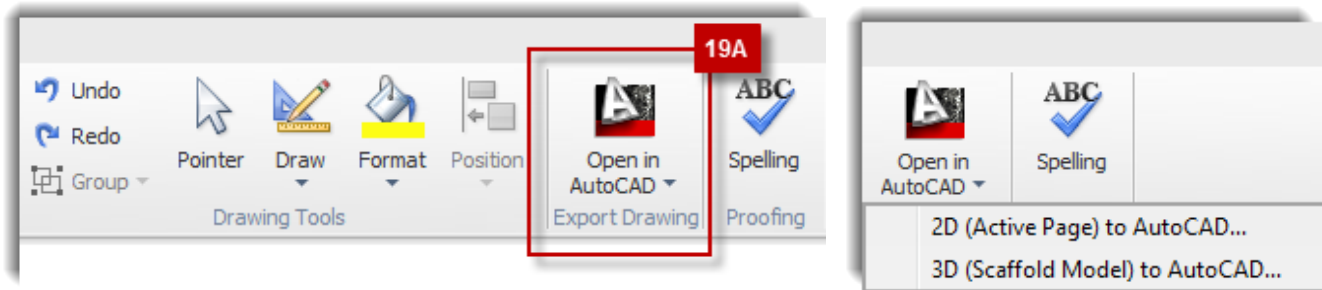 19A
Undo
Redo
Group
Pointer
Draw
Format
Position
Drawing Tools
A
Open in
AutoCAD
Export Drawing
ABC
Spelling
Proofing
A
Open in
AutoCAD
ABC
Spelling
2D (Active Page) to AutoCAD...
3D (Scaffold Model) to AutoCAD...